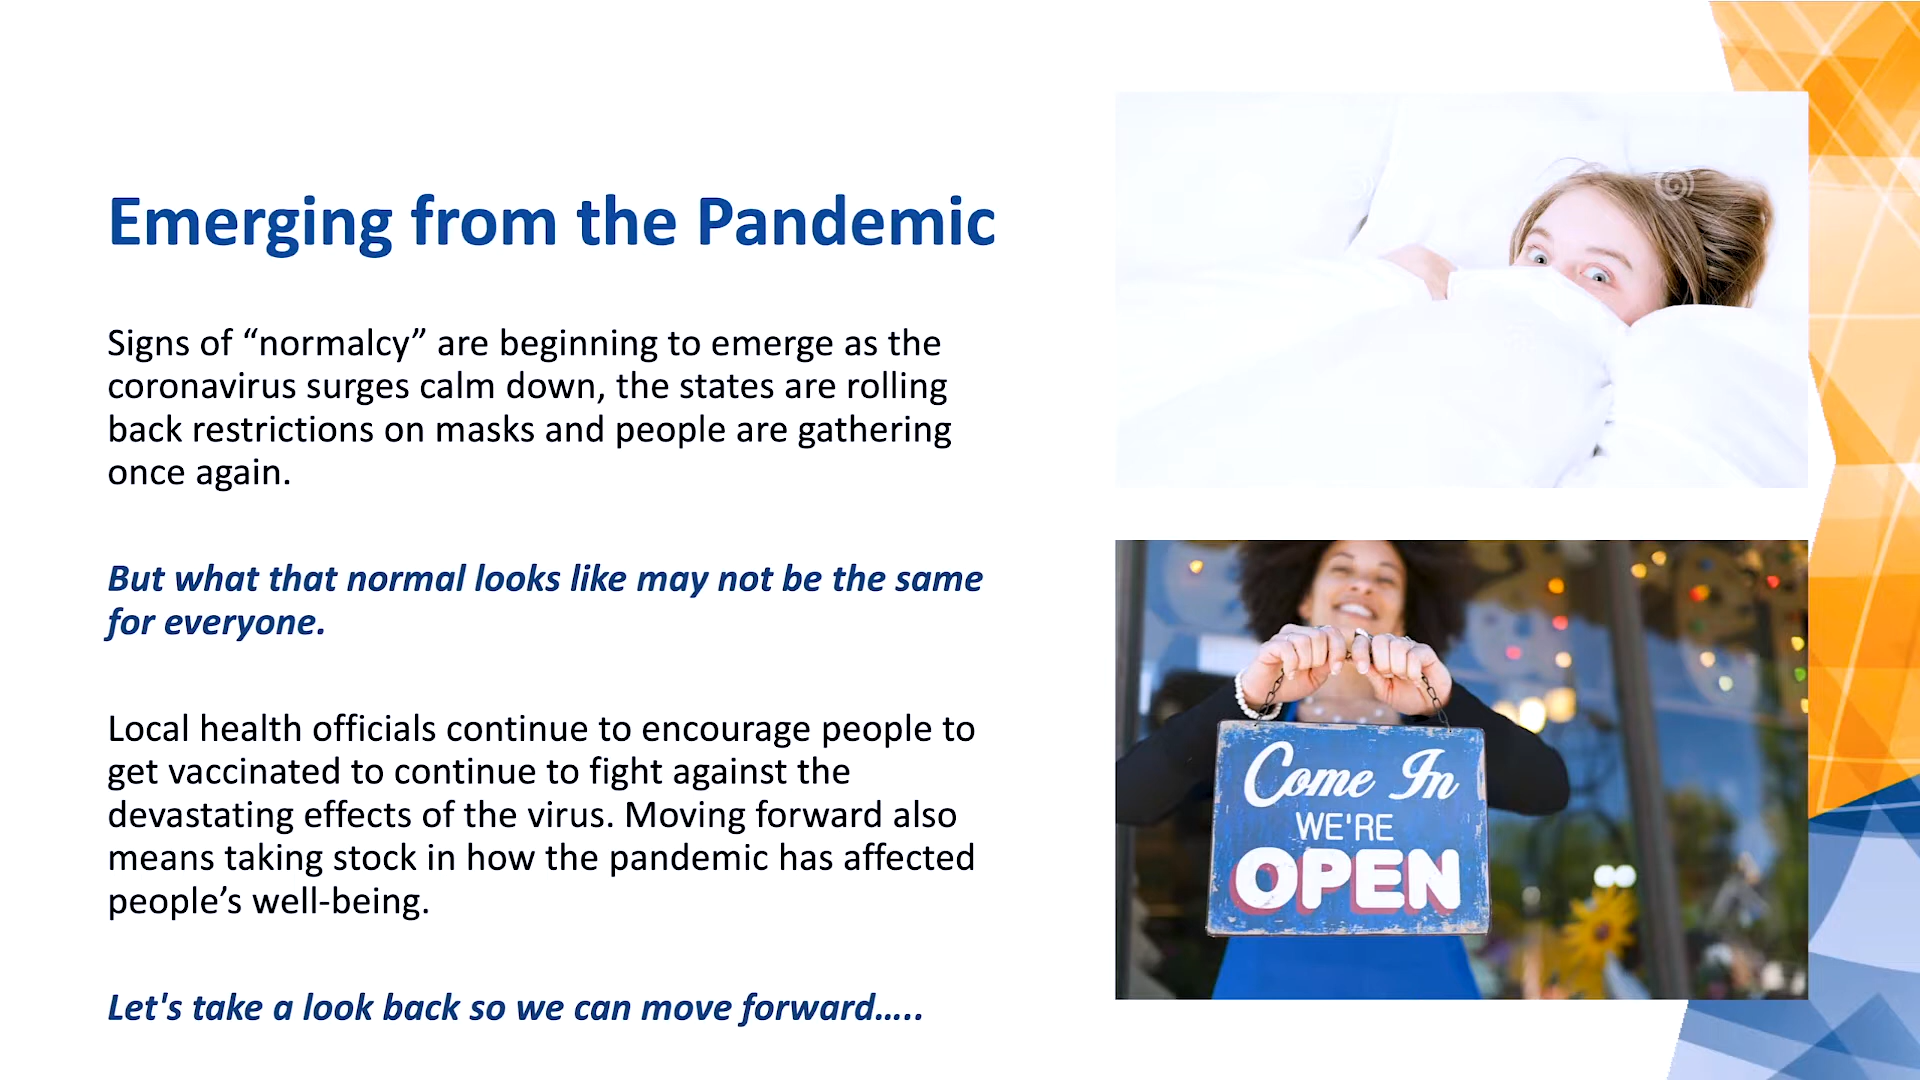 Emerging from the Pandemic
Signs of “normalcy” are beginning to emerge as the
coronavirus surges calm down, the states are rolling
back restrictions on masks and people are gathering
once again.
But what that normal looks like may not be the same
for everyone.
Local health officials continue to encourage people to
get vaccinated to continue to fight against the
devastating effects of the virus. Moving forward also
means taking stock in how the pandemic has affected
people’s well-being.
Let's take a look back so we can move forward…..
Come In
WE'RE
OPEN